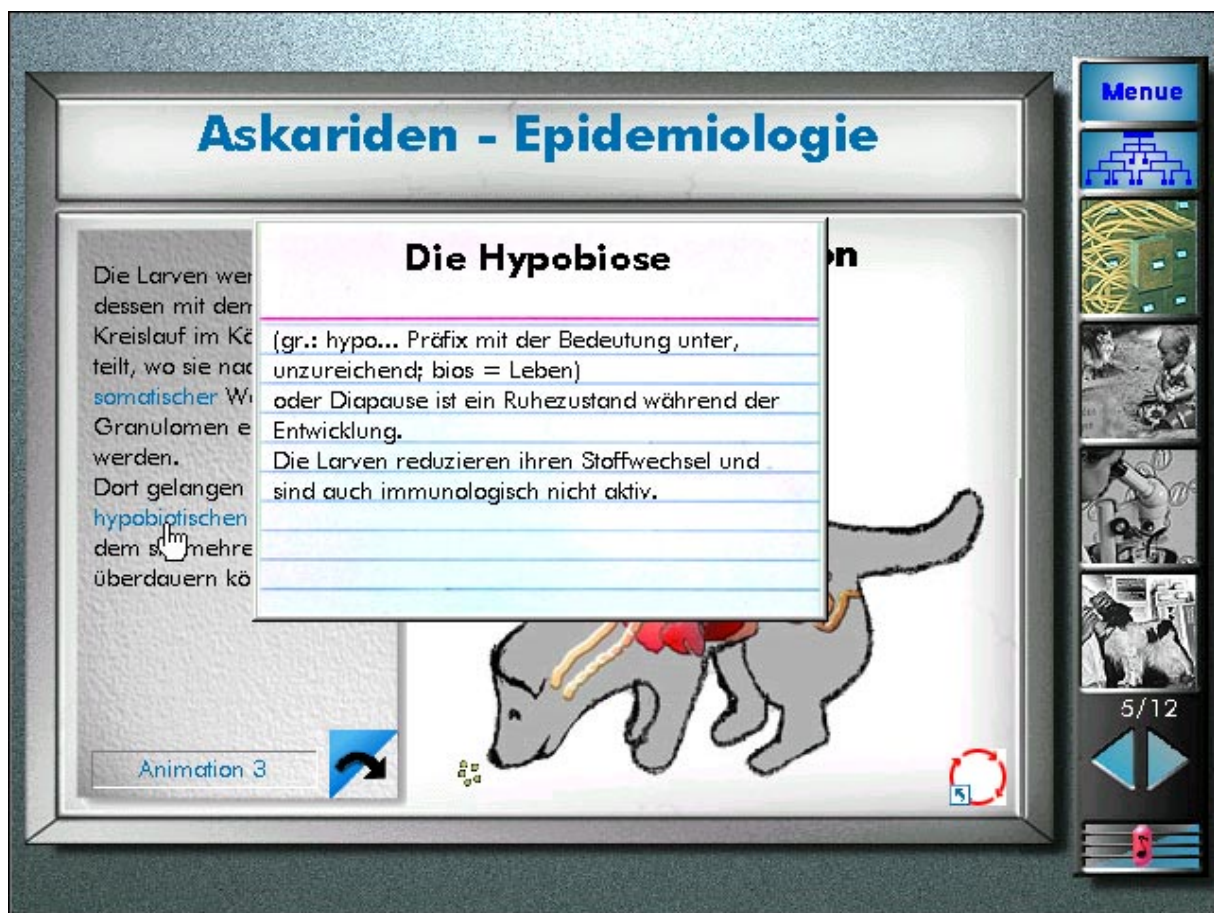 Askariden - Epidemiologie
Menue
Die Larven wer
dessen mit dem
Kreislauf im Kö
teilt, wo sie nac
somatischer
Granulomen e
werden.
Dort gelangen
hypobiotischen
dem mehre
überdauern kö
on
Die Hypobiose
(gr.: hypo... Präfix mit der Bedeutung unter,
unzureichend; bios = Leben)
oder Diapause ist ein Ruhezustand während der
Entwicklung.
Die Larven reduzieren ihren Stoffwechsel und
sind auch immunologisch nicht aktiv.
Animation 3
5/12